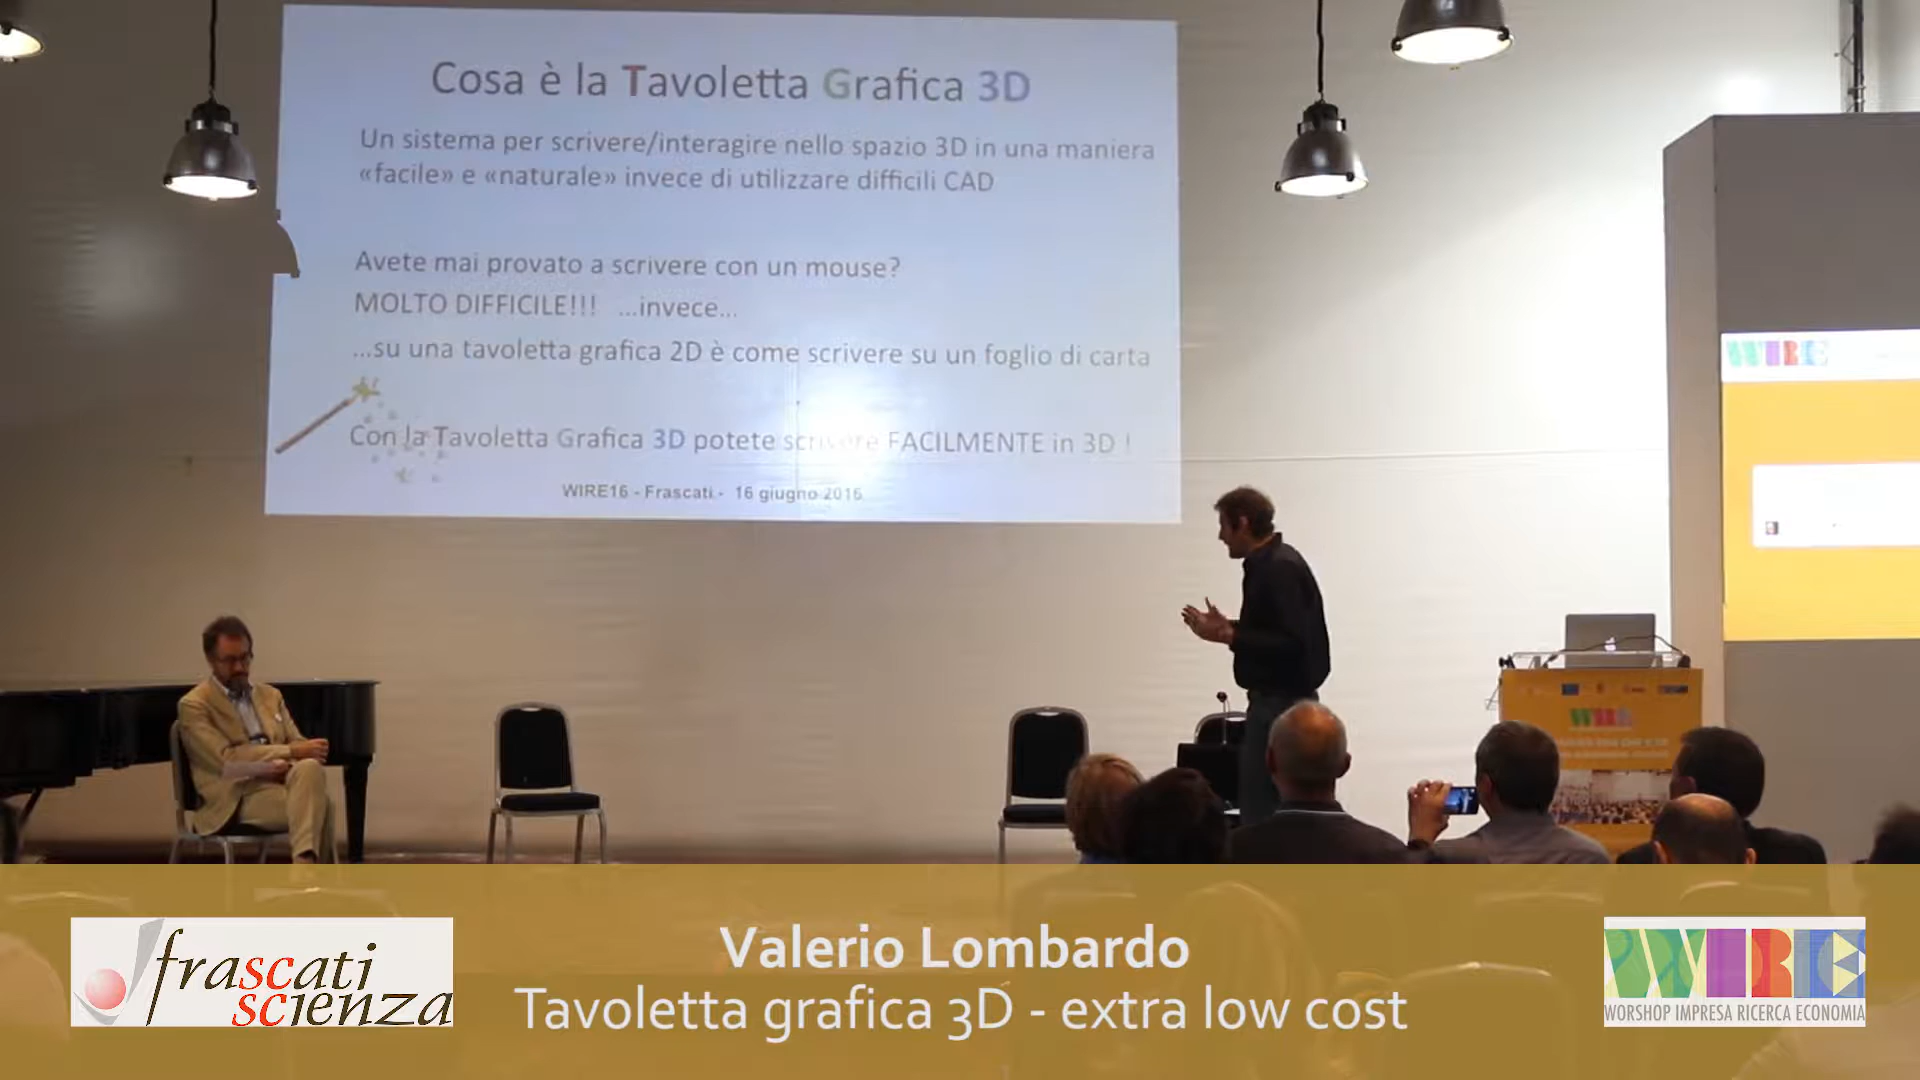 Cosa è la Tavoletta Grafica 3D
Un sistema per scrivere/interagire nello spazio 3D in una maniera
«facile» e «naturale» invece di utilizzare difficili CAD
Avete mai provato a scrivere con un mouse?
MOLTO DIFFICILE!!! ...invece...
...su una tavoletta grafica 2D è come scrivere su un foglio di carta
Con la Tavoletta Grafica 3D potete scrivere FACILMENTE in 3D !
WIRE16 - Frascati - 16 giugno 2016
WIRE
WIRE
frascati
scienza
Valerio Lombardo
Tavoletta grafica 3D - extra low cost
WIRE
WORSHOP IMPRESA RICERCA ECONOMIA